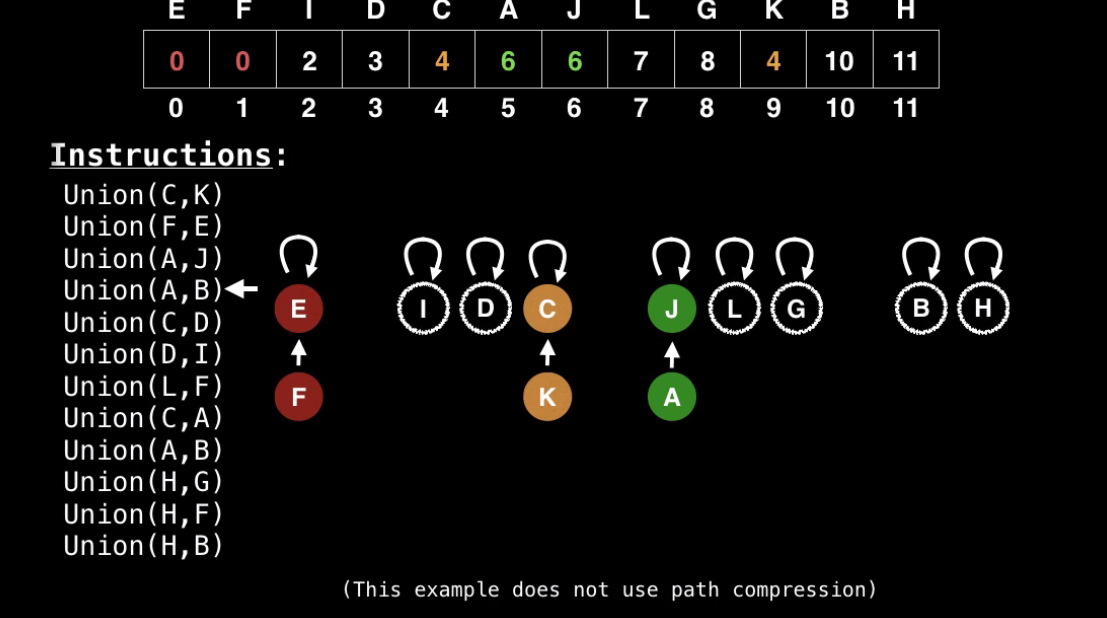 E F I D C A J L G K B H
0 0 2 3 4 6 6 7 8 4 10 11
0 1 2 3 4 5 6 7 8 9 10 11
Instructions:
Union(C,K)
Union(F,E)
Union(A,J)
Union(A,B)
Union(C,D)
Union(D,I)
Union(L,F)
Union(C,A)
Union(A,B)
Union(H,G)
Union(H,F)
Union(H,B)
E I D C J L G B H
F K A
(This example does not use path compression)